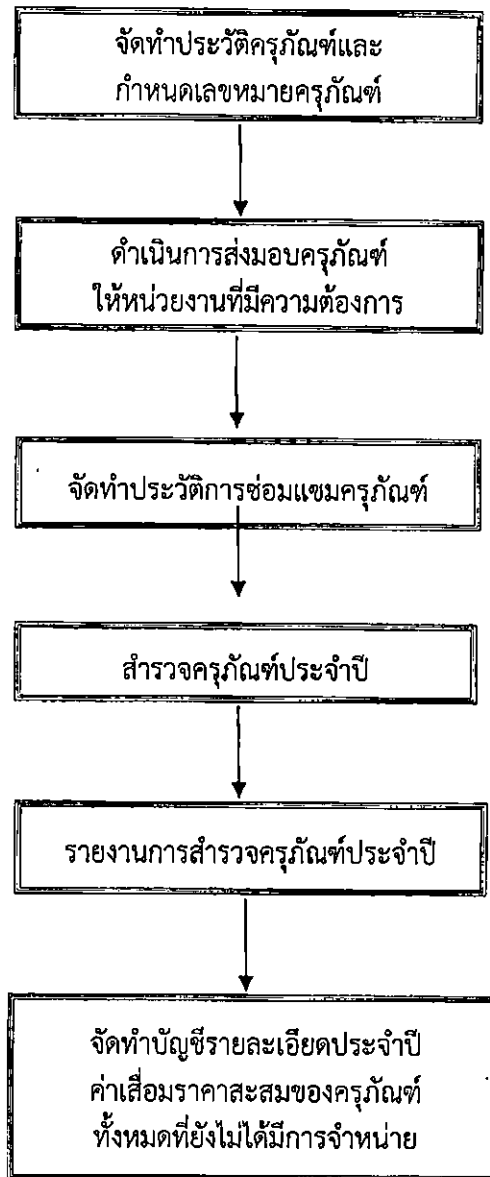 จัดทำประวัติครุภัณฑ์และ
กำหนดเลขหมายครุภัณฑ์
ดำเนินการส่งมอบครุภัณฑ์
ให้หน่วยงานที่มีความต้องการ
จัดทำประวัติการซ่อมแซมครุภัณฑ์
สำรวจครุภัณฑ์ประจำปี
รายงานการสำรวจครุภัณฑ์ประจำปี
จัดทำบัญชีรายละเอียดประจำปี
ค่าเสื่อมราคาสะสมของครุภัณฑ์
ทั้งหมดที่ยังไม่ได้มีการจำหน่าย